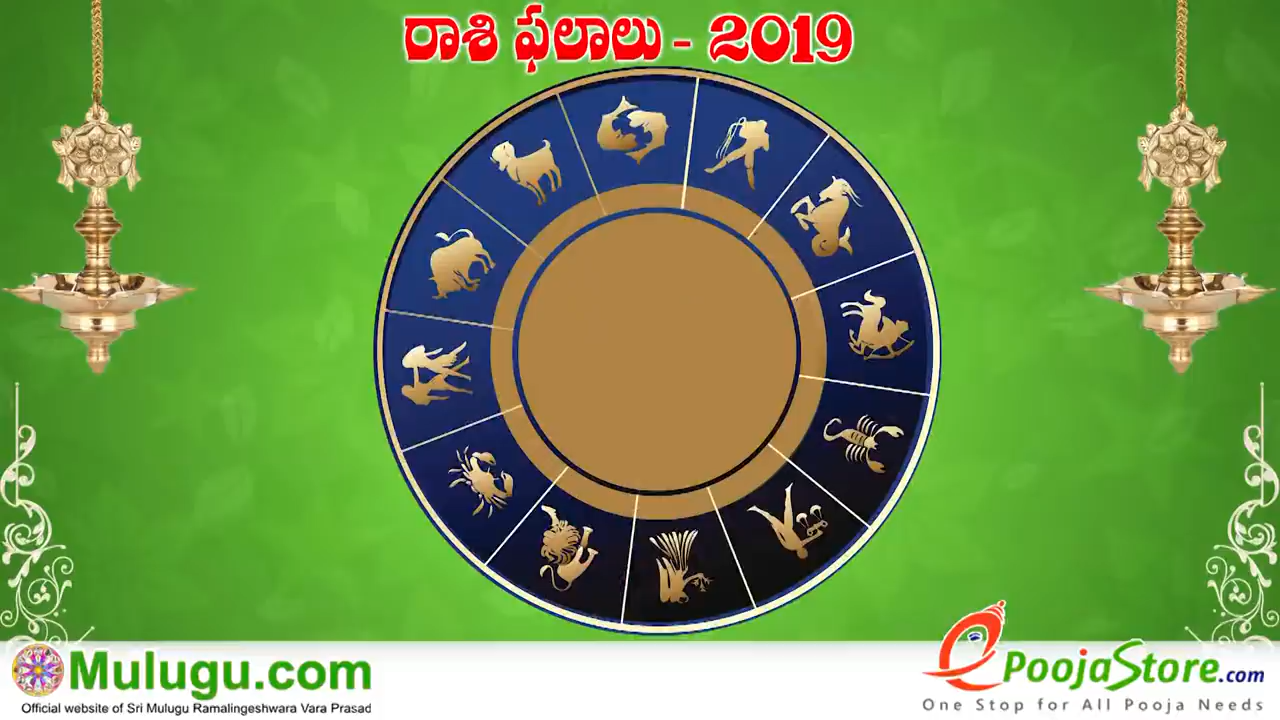 రాశి ఫలాలు - 2019
Mulugu.com
Official website of Sri Mulugu Ramalingeshwara Vara Prasad
ePoojaStore.com
One Stop for All Pooja Needs